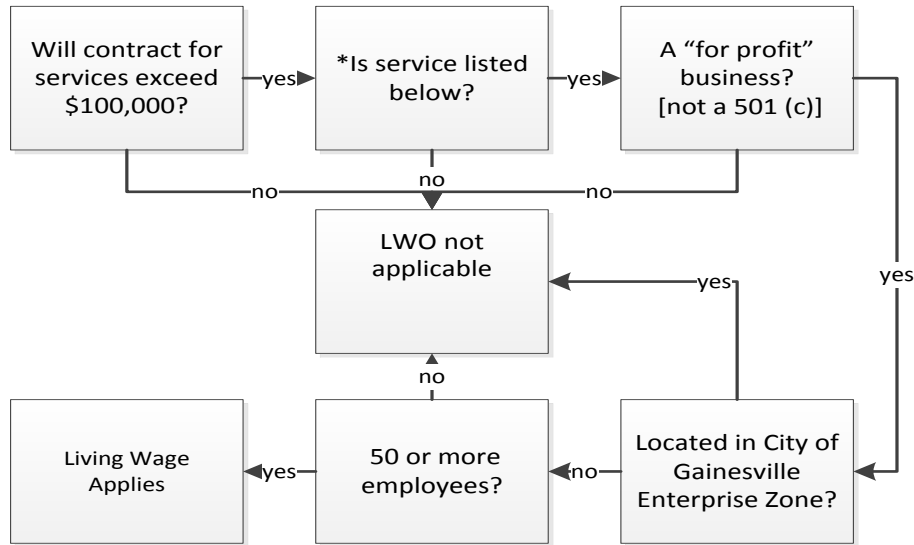 Will contract for
services exceed
$100,000?
yes
*Is service listed
below?
yes
A “for profit”
business?
[not a 501 (c)]
no
no
no
yes
LWO not
applicable
yes
no
Living Wage
Applies
yes
50 or more
employees?
no
Located in City of
Gainesville
Enterprise Zone?